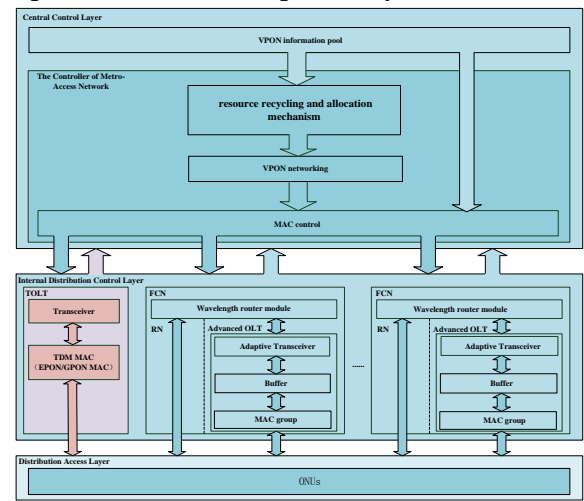 Central Control Layer
VPON information pool
The Controller of Metro-
Access Network
resource recycling and allocation
mechanism
VPON networking
MAC control
Internal Distribution Control Layer
TOLT
Transceiver
TDM MAC
（EPON/GPON MAC）
FCN
Wavelength router module
RN
Advanced OLT
Adaptive Transceiver
Buffer
MAC group
......
FCN
Wavelength router module
RN
Advanced OLT
Adaptive Transceiver
Buffer
MAC group
Distribution Access Layer
ONUs